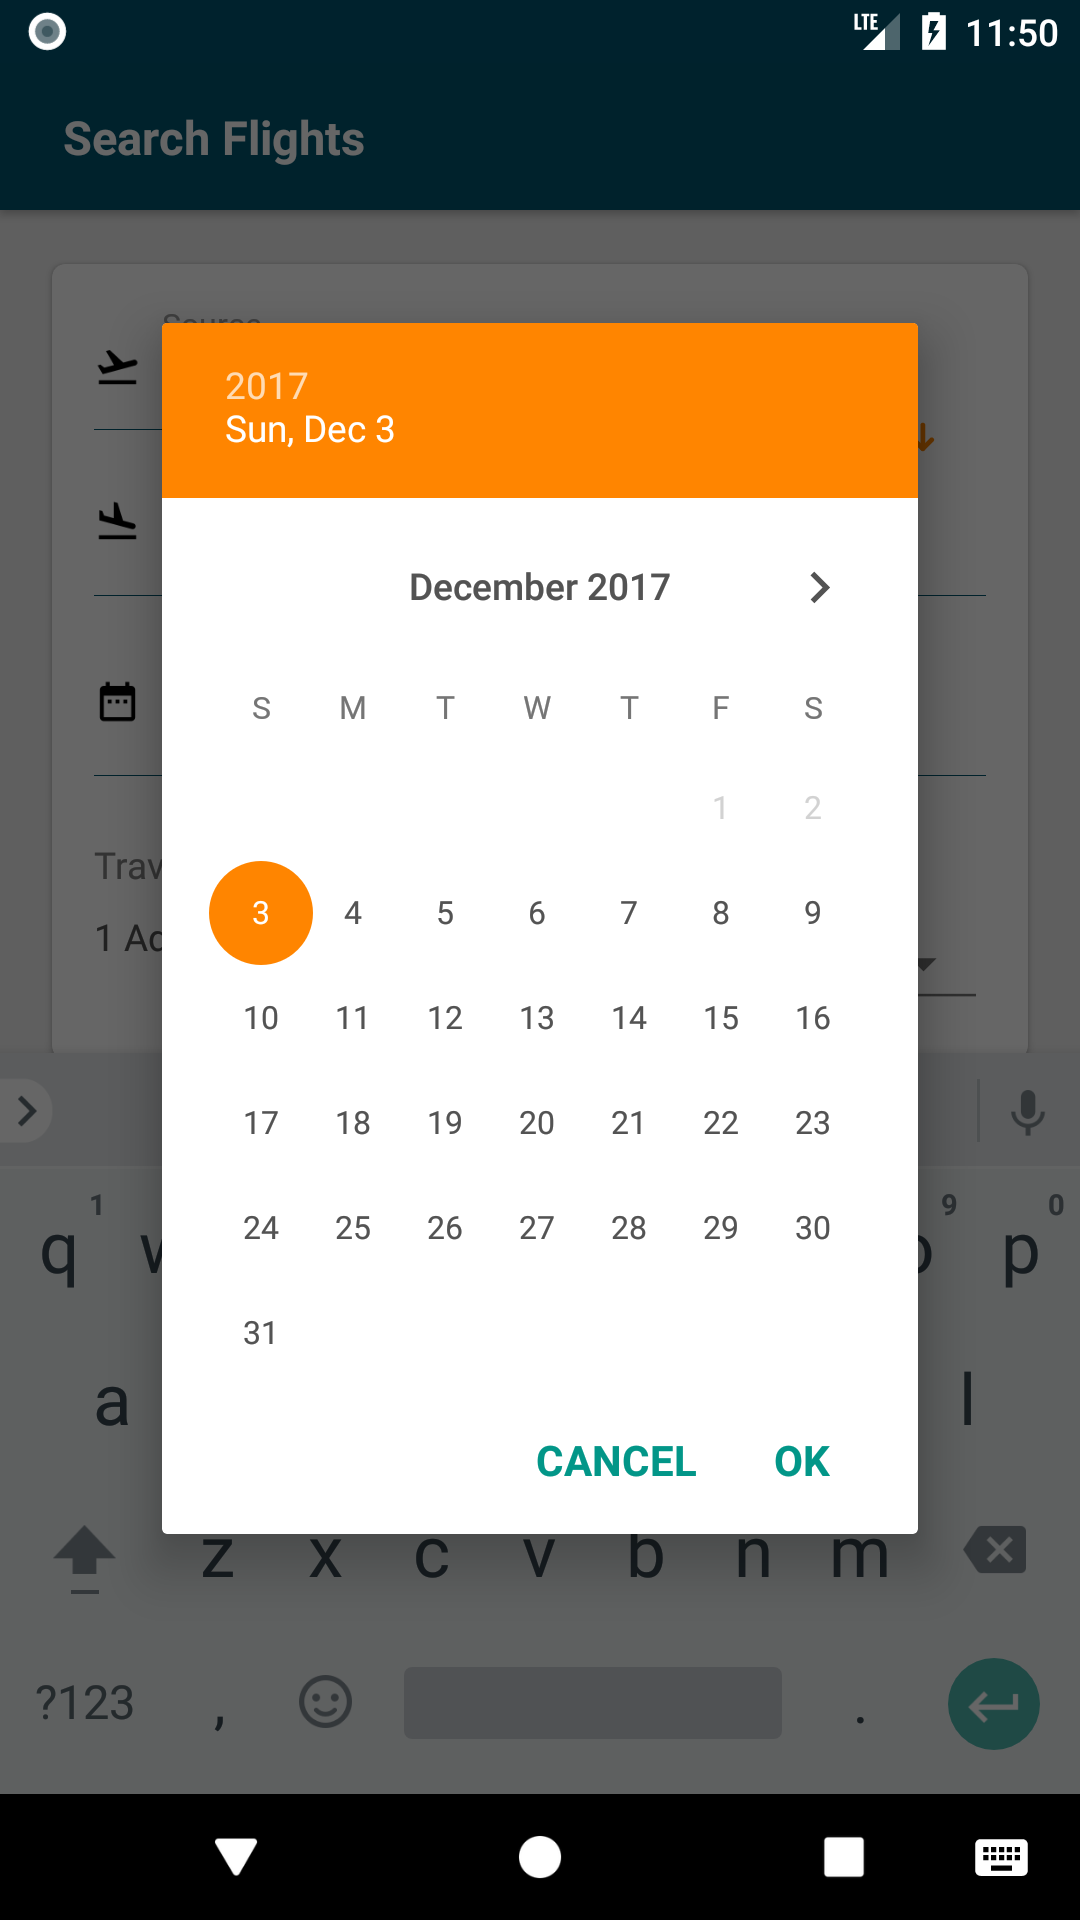 LTE 11:50
Search Flights
Source
2017
Sun, Dec 3
December 2017
S M T W T F S
1 2
3 4 5 6 7 8 9
10 11 12 13 14 15 16
17 18 19 20 21 22 23
24 25 26 27 28 29 30
31
Trav
1 Ad
CANCEL OK
1 9 0
q w o p
a l
z x c v b n m
?123 , .